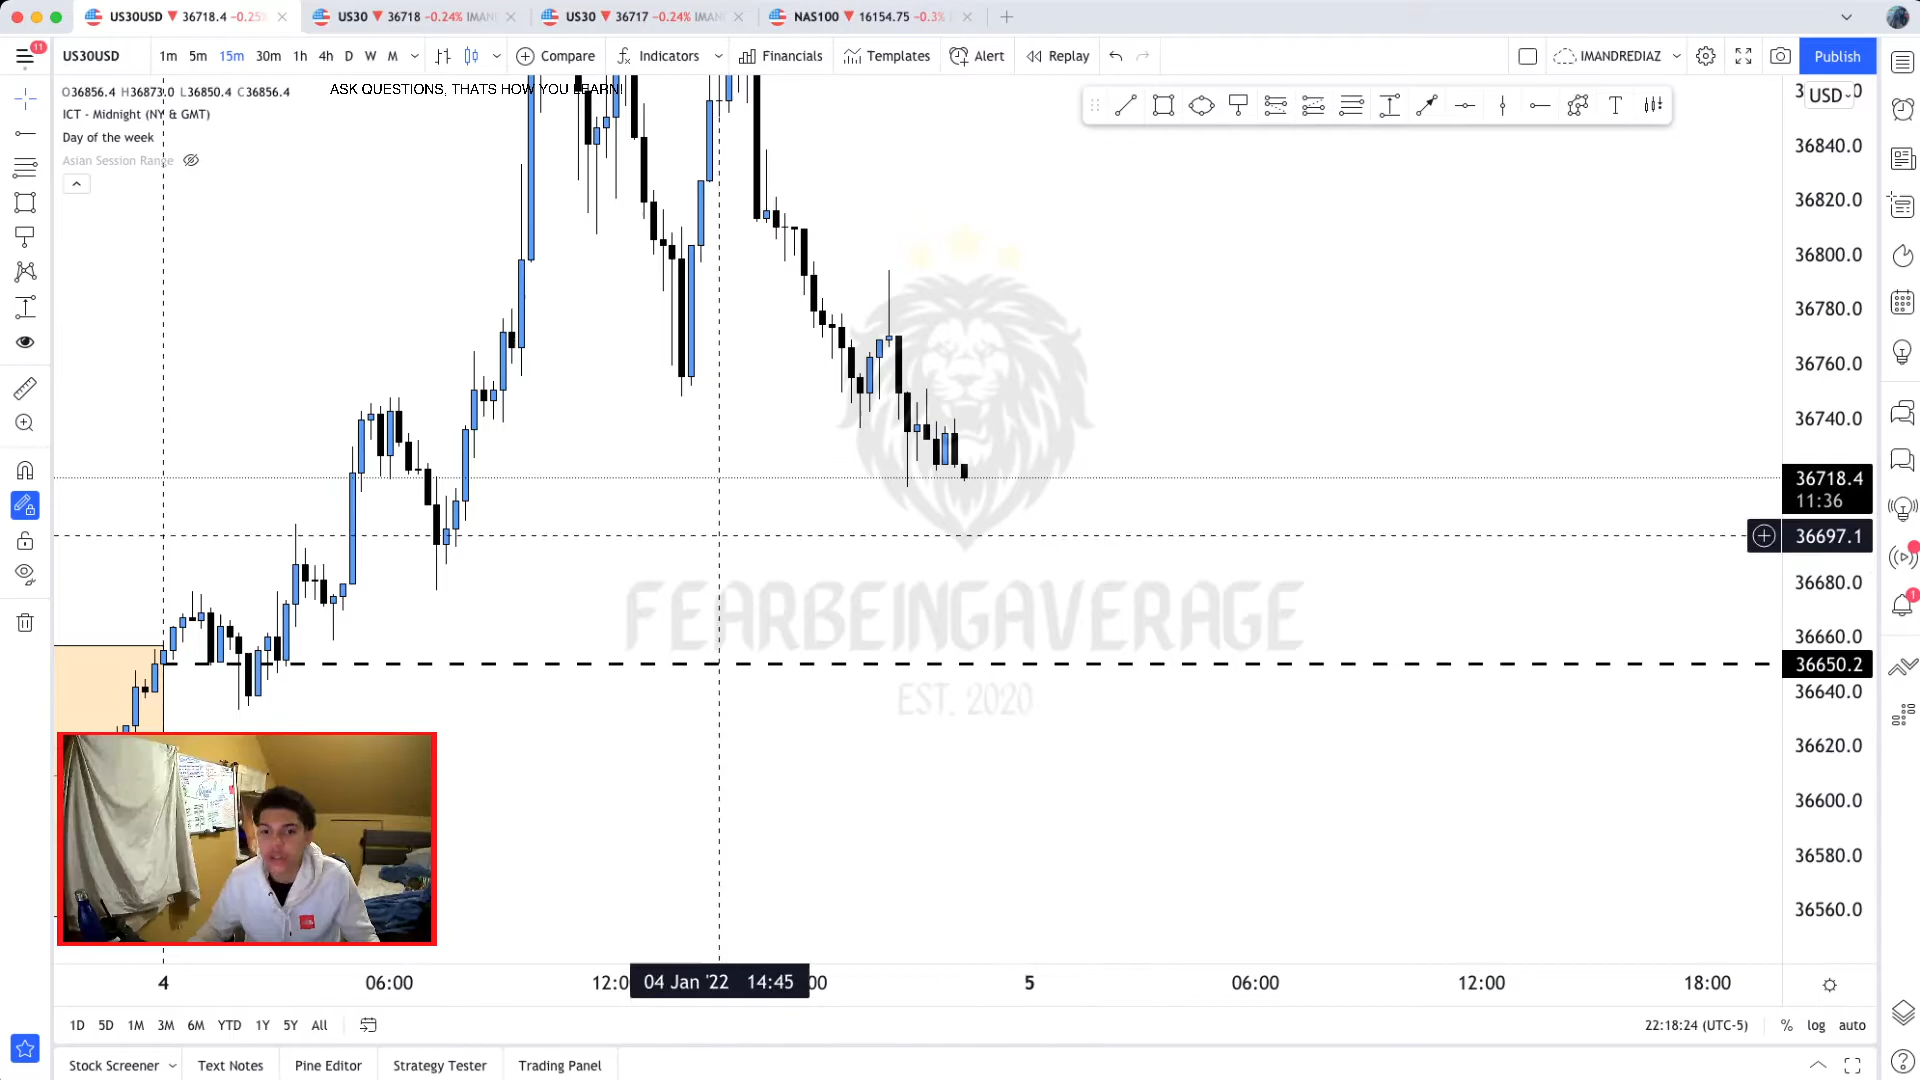 US30USD ▼ 36718.4 −0.25%
US30 ▼ 36718 −0.24% IMAN
US30 ▼ 36717 −0.24% IMAN
NAS100 ▼ 16154.75 −0.3%
11
US30USD
1m 5m 15m 30m 1h 4h D W M
Compare
Indicators
Financials
Templates
Alert
Replay
IMANDREDIAZ
Publish
O36856.4 H36873.0 L36850.4 C36856.4
ASK QUESTIONS, THATS HOW YOU LEARN!
ICT - Midnight (NY & GMT)
Day of the week
Asian Session Range
USD
36840.0
36820.0
36800.0
36780.0
36760.0
36740.0
36718.4
11:36
36697.1
36680.0
36660.0
36650.2
36640.0
36620.0
36600.0
36580.0
36560.0
1
FEARBEINGAVERAGE
EST. 2020
4 06:00 12:0 04 Jan '22 14:45 00 5 06:00 12:00 18:00
1D 5D 1M 3M 6M YTD 1Y 5Y All
22:18:24 (UTC-5) % log auto
Stock Screener Text Notes Pine Editor Strategy Tester Trading Panel